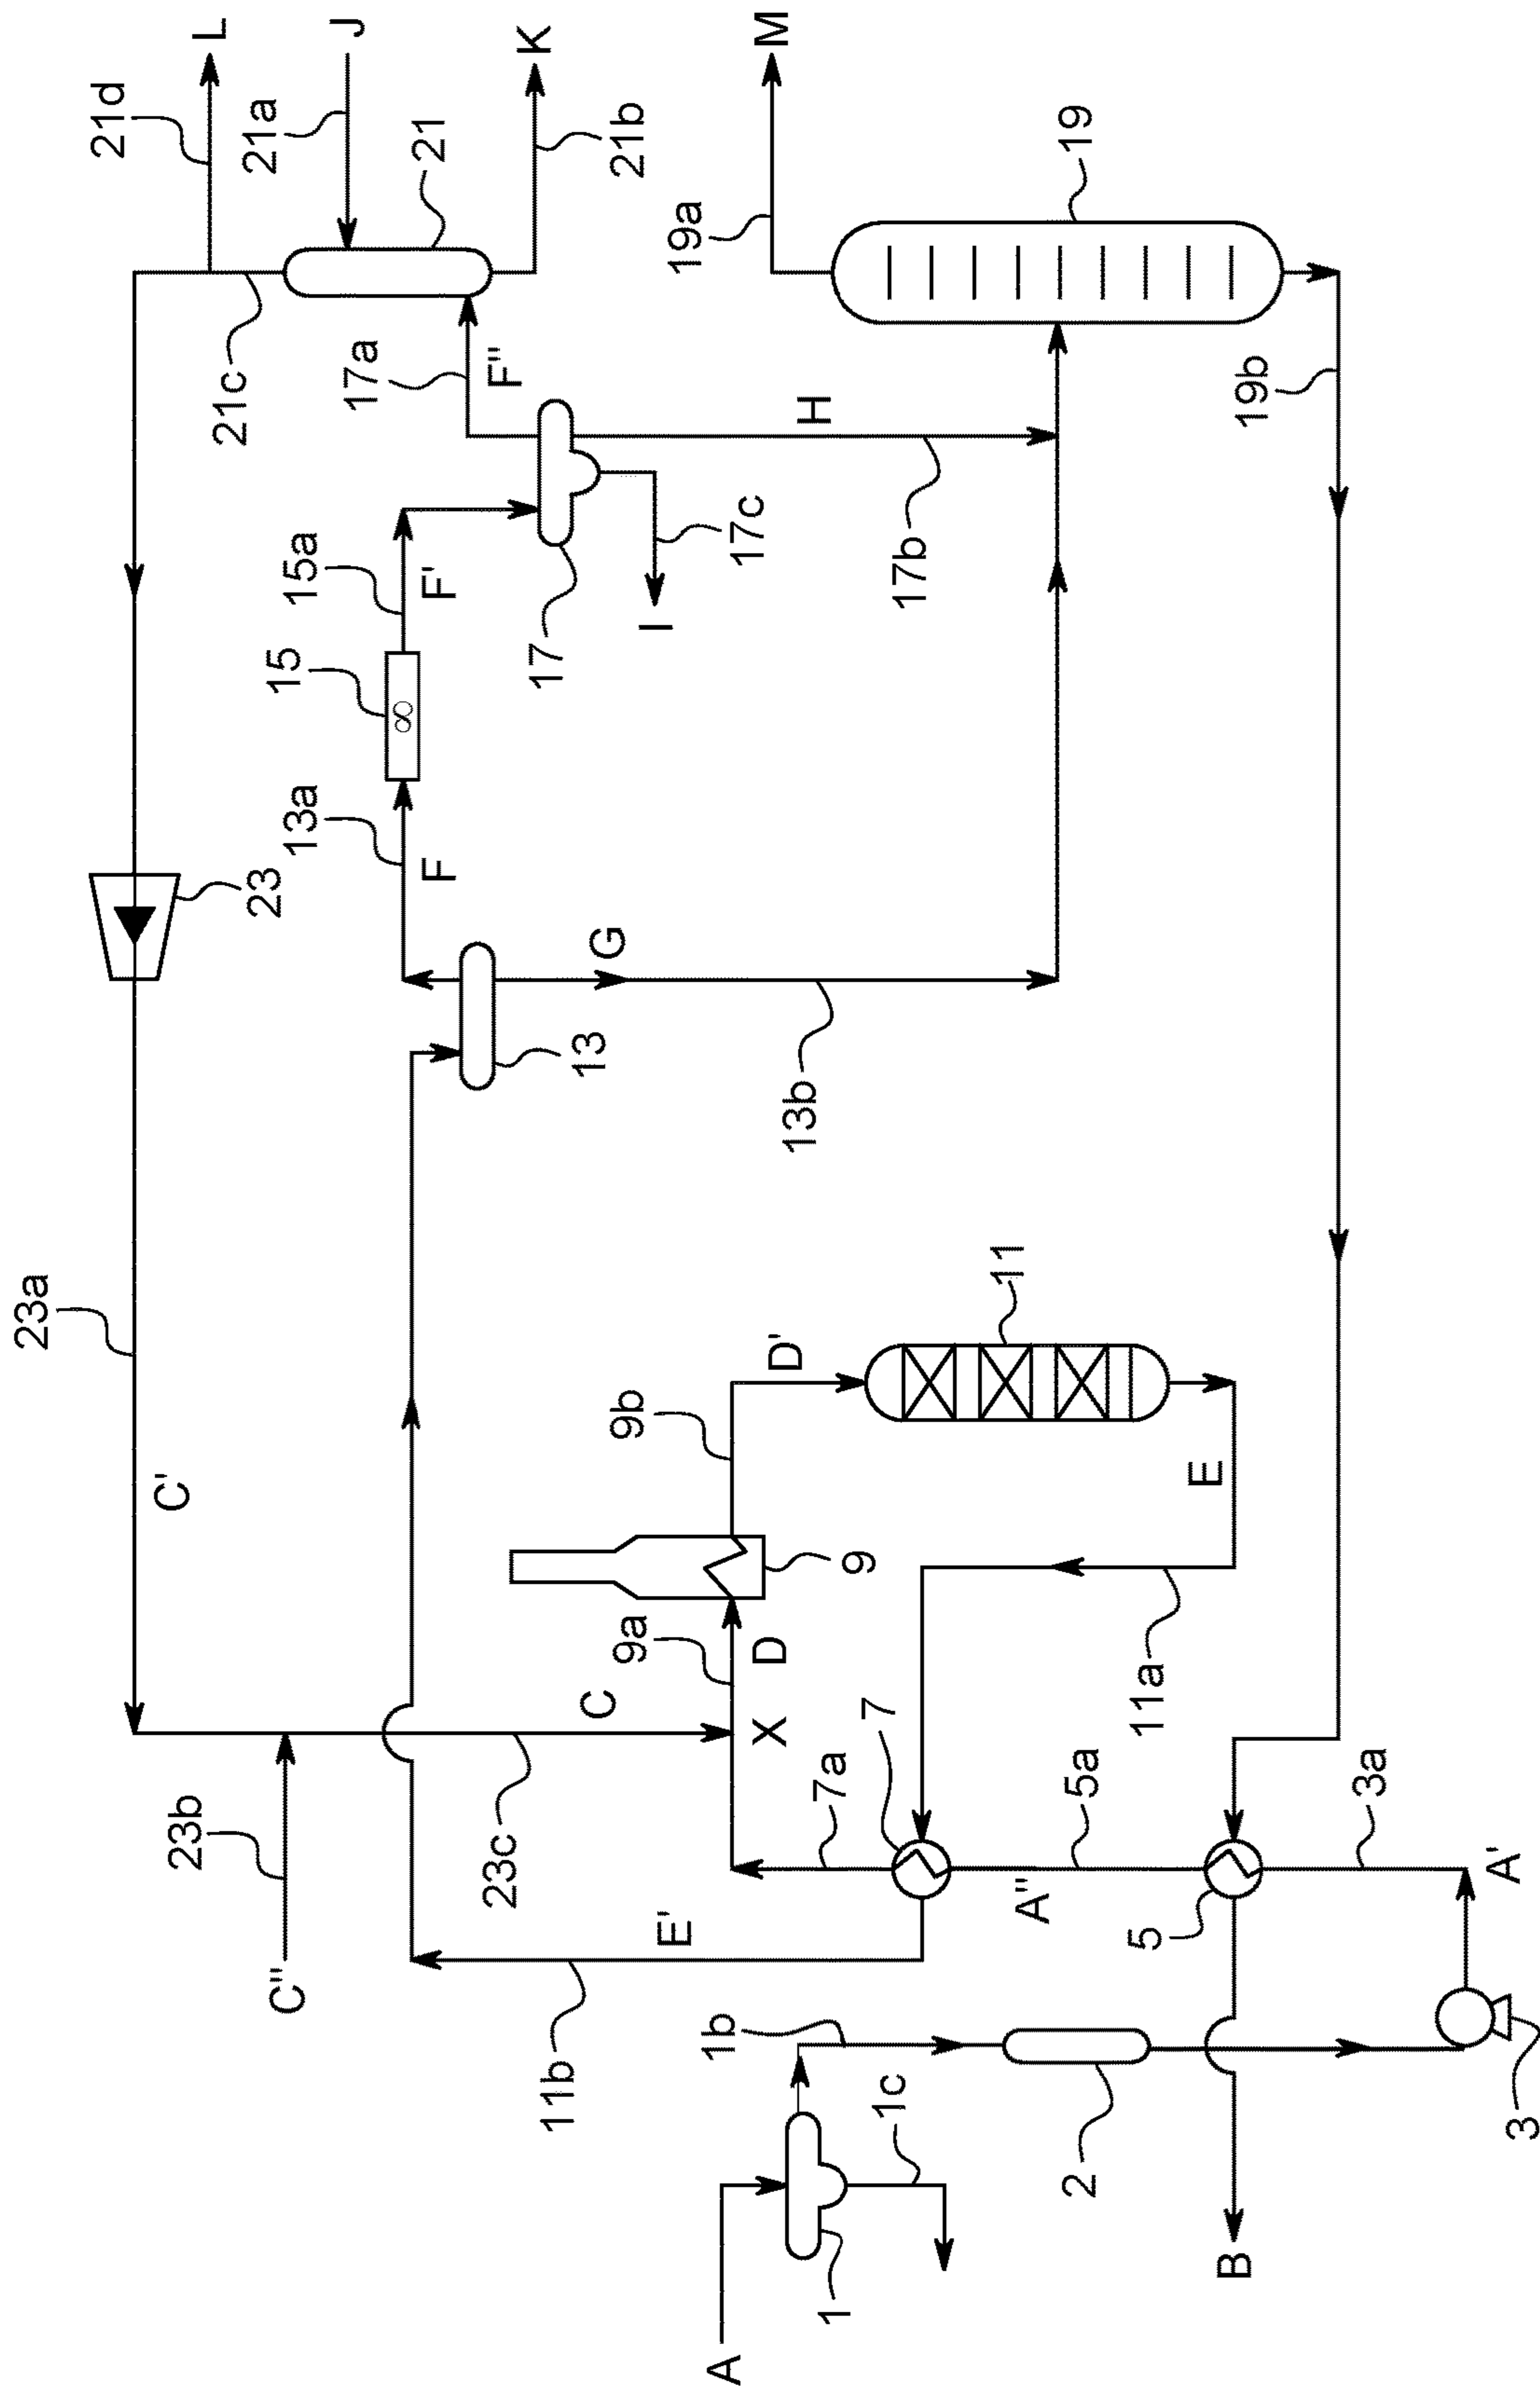 23a
23b
C"
C'
23
21c
21d
L
21a
J
21
K
21b
23c
C
11b
E'
13a
F
15
15a
F'
17a
F"
13
G
13b
17
17c
I
H
17b
19a
M
19
19b
A
1
1b
1c
2
7a
X
9a
D
9
9b
D'
11
7
11a
E
A"
5a
5
B
3a
A'
3
∞